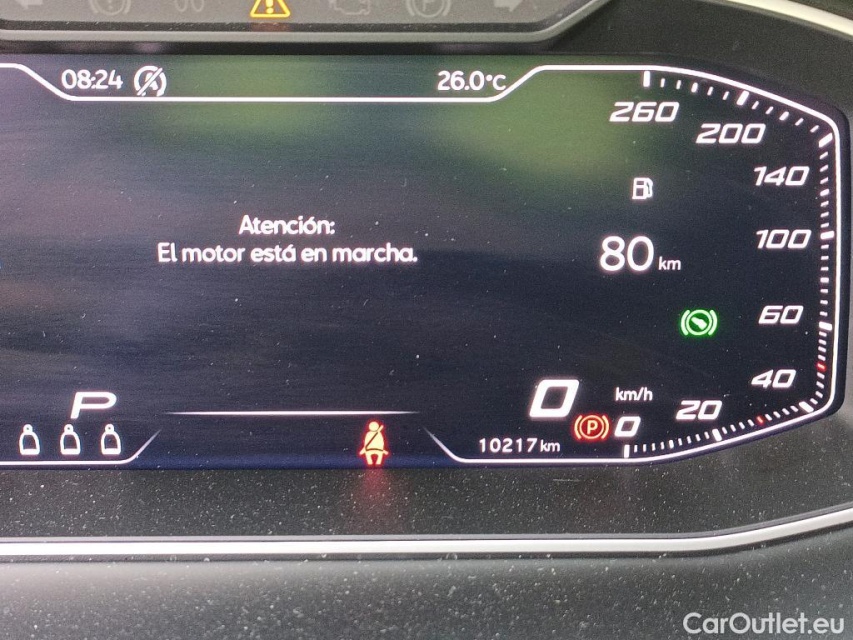 08:24
26.0°C
260
200
140
Atención:
El motor está en marcha.
80 km
100
60
40
P
0 km/h
20
10217 km
P
0
CarOutlet.eu